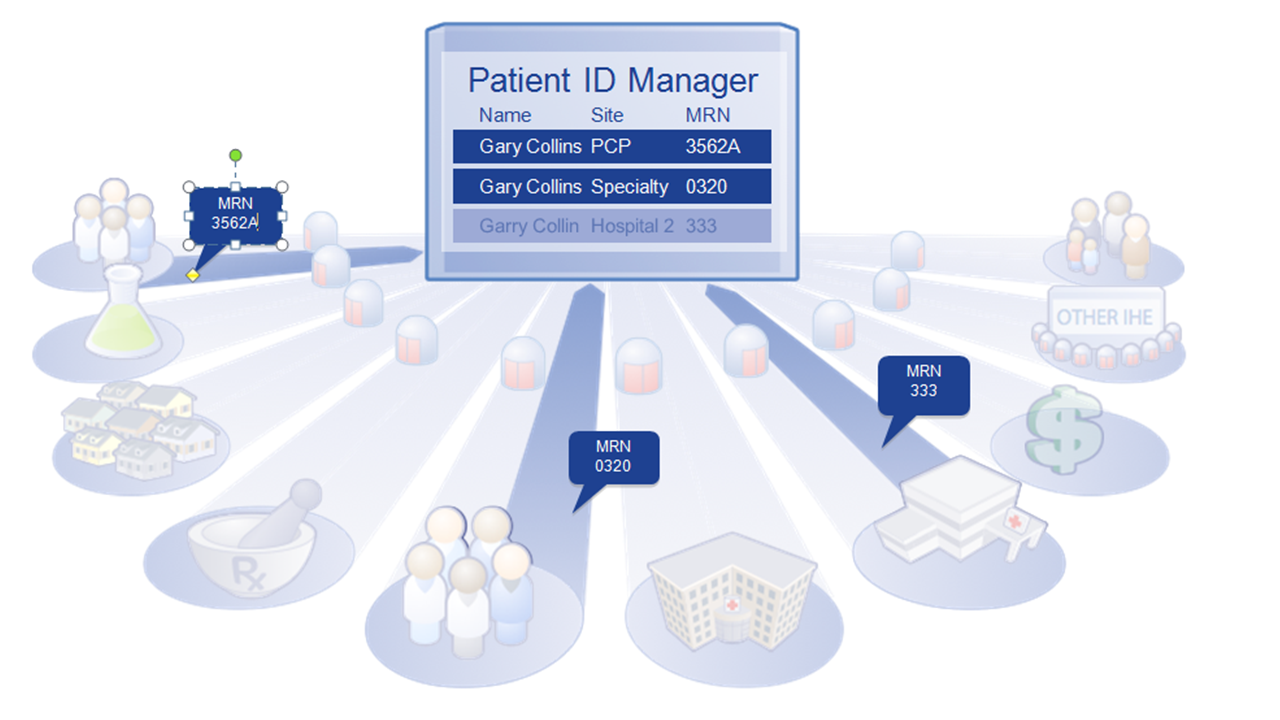 Patient ID Manager
Name Site MRN
Gary Collins PCP 3562A
Gary Collins Specialty 0320
Garry Collin Hospital 2 333
MRN
3562A
OTHER IHE
MRN
333
MRN
0320
Rx